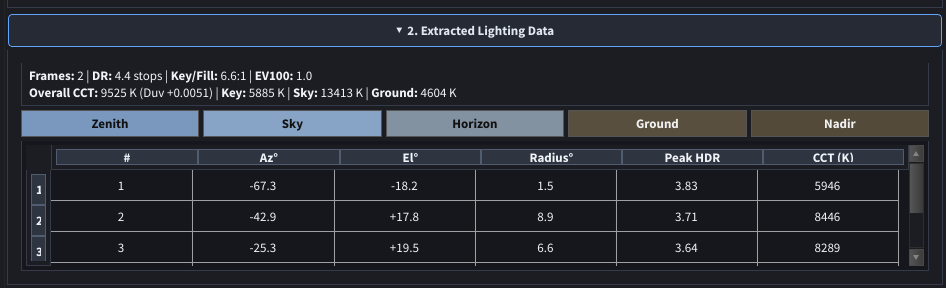 ▼ 2. Extracted Lighting Data
Frames: 2 | DR: 4.4 stops | Key/Fill: 6.6:1 | EV100: 1.0
Overall CCT: 9525 K (Duv +0.0051) | Key: 5885 K | Sky: 13413 K | Ground: 4604 K
Zenith Sky Horizon Ground Nadir
# Az° El° Radius° Peak HDR CCT (K)
1 1 -67.3 -18.2 1.5 3.83 5946
2 2 -42.9 +17.8 8.9 3.71 8446
3 3 -25.3 +19.5 6.6 3.64 8289